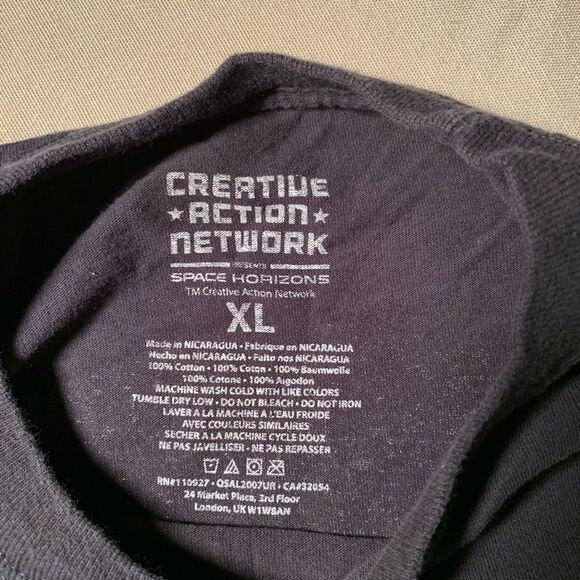 CREATIVE
★ ACTION ★
NETWORK
PRESENTS
SPACE HORIZONS
TM Creative Action Network
XL
Made in NICARAGUA • Fabrique en NICARAGUA
Hecho en NICARAGUA • Faito nos NICARAGUA
100% Cotton • 100% Coton • 100% Baumwolle
100% Cotone • 100% Algodon
MACHINE WASH COLD WITH LIKE COLORS
TUMBLE DRY LOW • DO NOT BLEACH • DO NOT IRON
LAVER A LA MACHINE A L'EAU FROIDE
AVEC COULEURS SIMILAIRES
SECHER A LA MACHINE CYCLE DOUX
NE PAS JAVELLISER • NE PAS REPASSER
RN#110927 • QSAL2007UR • CA#32054
24 Market Place, 3rd Floor
London, UK W1W8AN